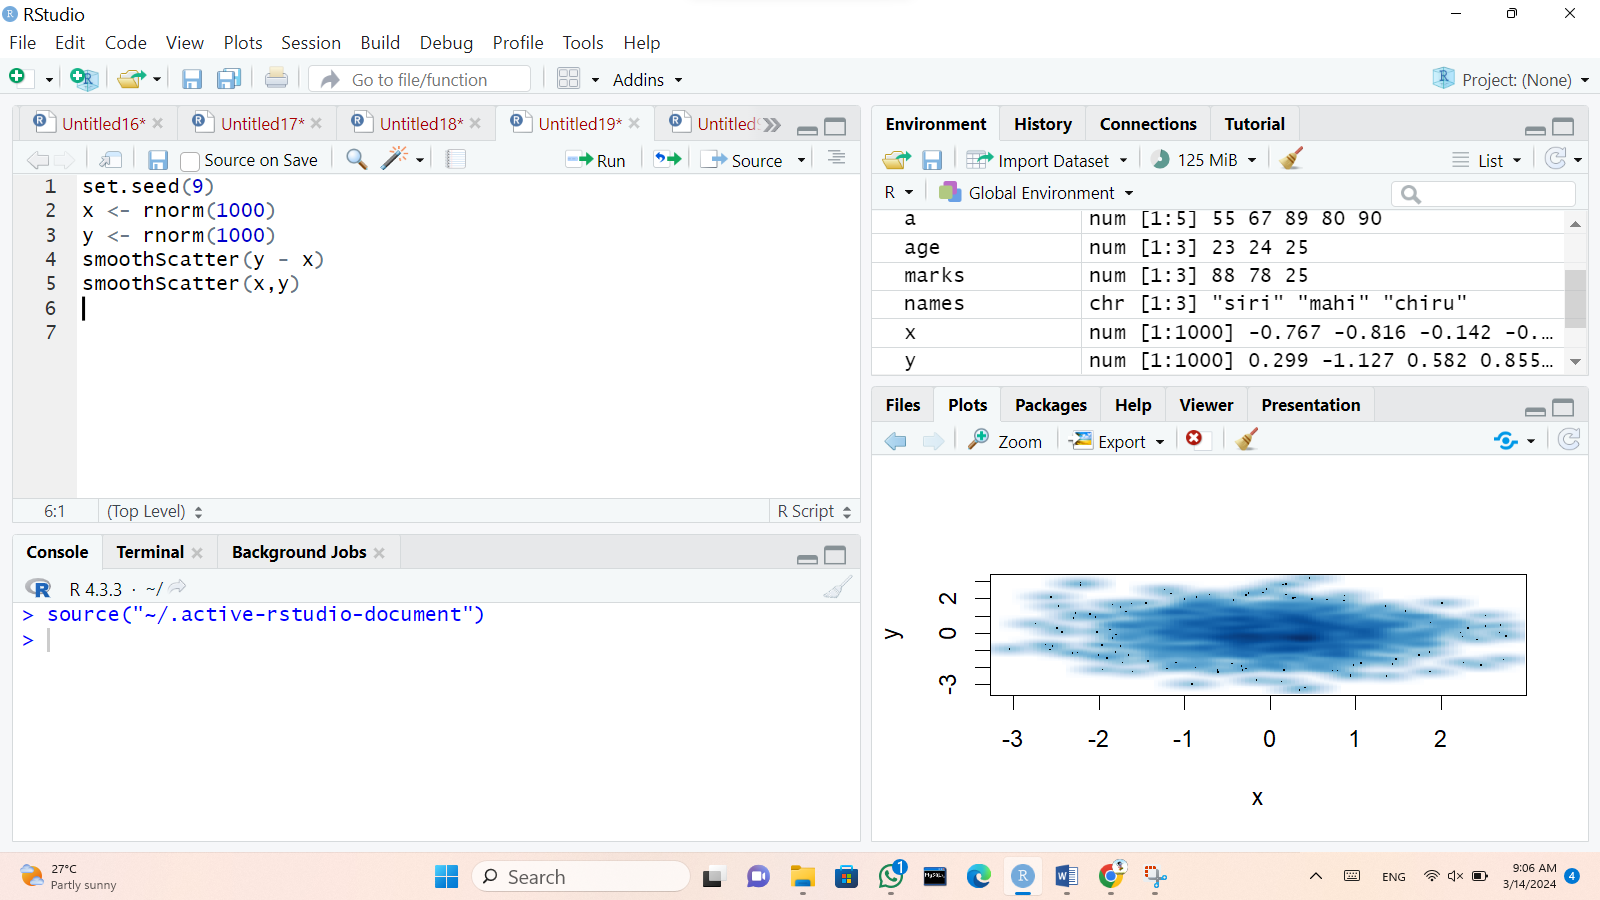 RStudio
File Edit Code View Plots Session Build Debug Profile Tools Help
Go to file/function Addins Project: (None)
Untitled16* Untitled17* Untitled18* Untitled19* Untitled
Source on Save Run Source
1 set.seed(9)
2 x <- rnorm(1000)
3 y <- rnorm(1000)
4 smoothScatter(y - x)
5 smoothScatter(x,y)
6
7
6:1 (Top Level) R Script
Console Terminal Background Jobs
R 4.3.3 · ~/
> source("~/.active-rstudio-document")
>
Environment History Connections Tutorial
Import Dataset 125 MiB List
R Global Environment
a num [1:5] 55 67 89 80 90
age num [1:3] 23 24 25
marks num [1:3] 88 78 25
names chr [1:3] "siri" "mahi" "chiru"
x num [1:1000] -0.767 -0.816 -0.142 -0....
y num [1:1000] 0.299 -1.127 0.582 0.855...
Files Plots Packages Help Viewer Presentation
Zoom Export
y
2
0
-3
-3 -2 -1 0 1 2
x
27°C
Partly sunny
Search
1
ENG
9:06 AM
3/14/2024
4